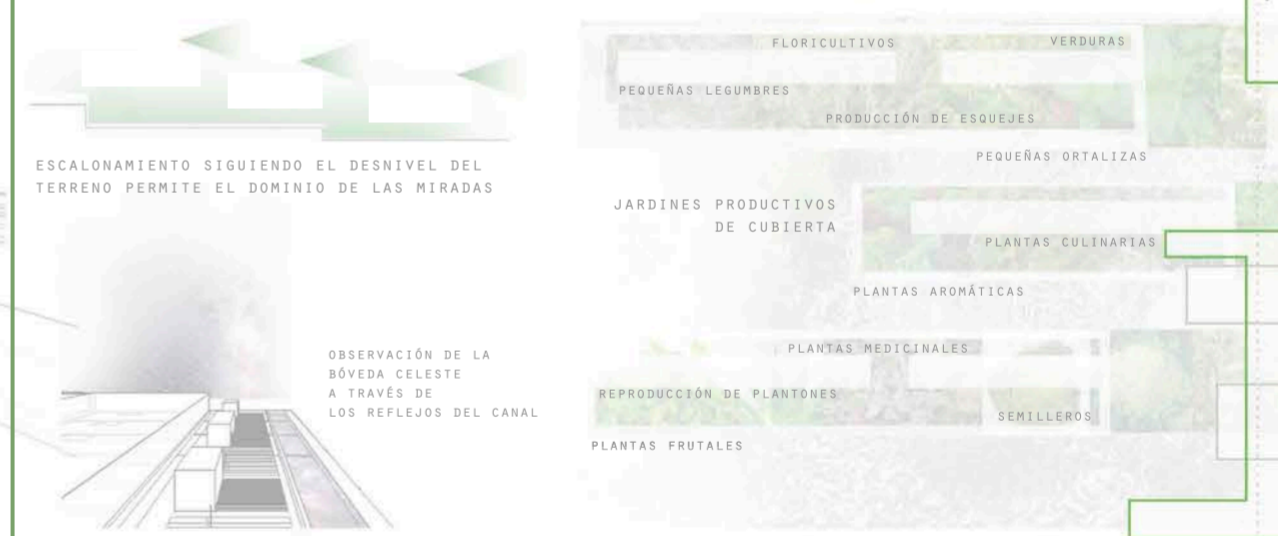 ESCALONAMIENTO SIGUIENDO EL DESNIVEL DEL
TERRENO PERMITE EL DOMINIO DE LAS MIRADAS
OBSERVACIÓN DE LA
BÓVEDA CELESTE
A TRAVÉS DE
LOS REFLEJOS DEL CANAL
FLORICULTIVOS
VERDURAS
PEQUEÑAS LEGUMBRES
PRODUCCIÓN DE ESQUEJES
PEQUEÑAS ORTALIZAS
JARDINES PRODUCTIVOS
DE CUBIERTA
PLANTAS CULINARIAS
PLANTAS AROMÁTICAS
PLANTAS MEDICINALES
REPRODUCCIÓN DE PLANTONES
SEMILLEROS
PLANTAS FRUTALES